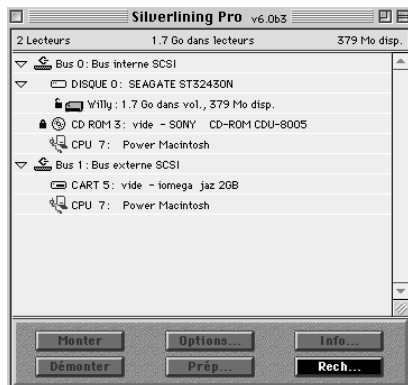 Silverlining Pro v6.0b3
2 Lecteurs 1.7 Go dans lecteurs 379 Mo disp.
Bus 0: Bus interne SCSI
DISQUE 0: SEAGATE ST32430N
Willy: 1.7 Go dans vol., 379 Mo disp.
CD ROM 3: vide - SONY CD-ROM CDU-8005
CPU 7: Power Macintosh
Bus 1: Bus externe SCSI
CART 5: vide - iomega jaz 2GB
CPU 7: Power Macintosh
Monter Options... Info...
Démonter Prép... Rech...